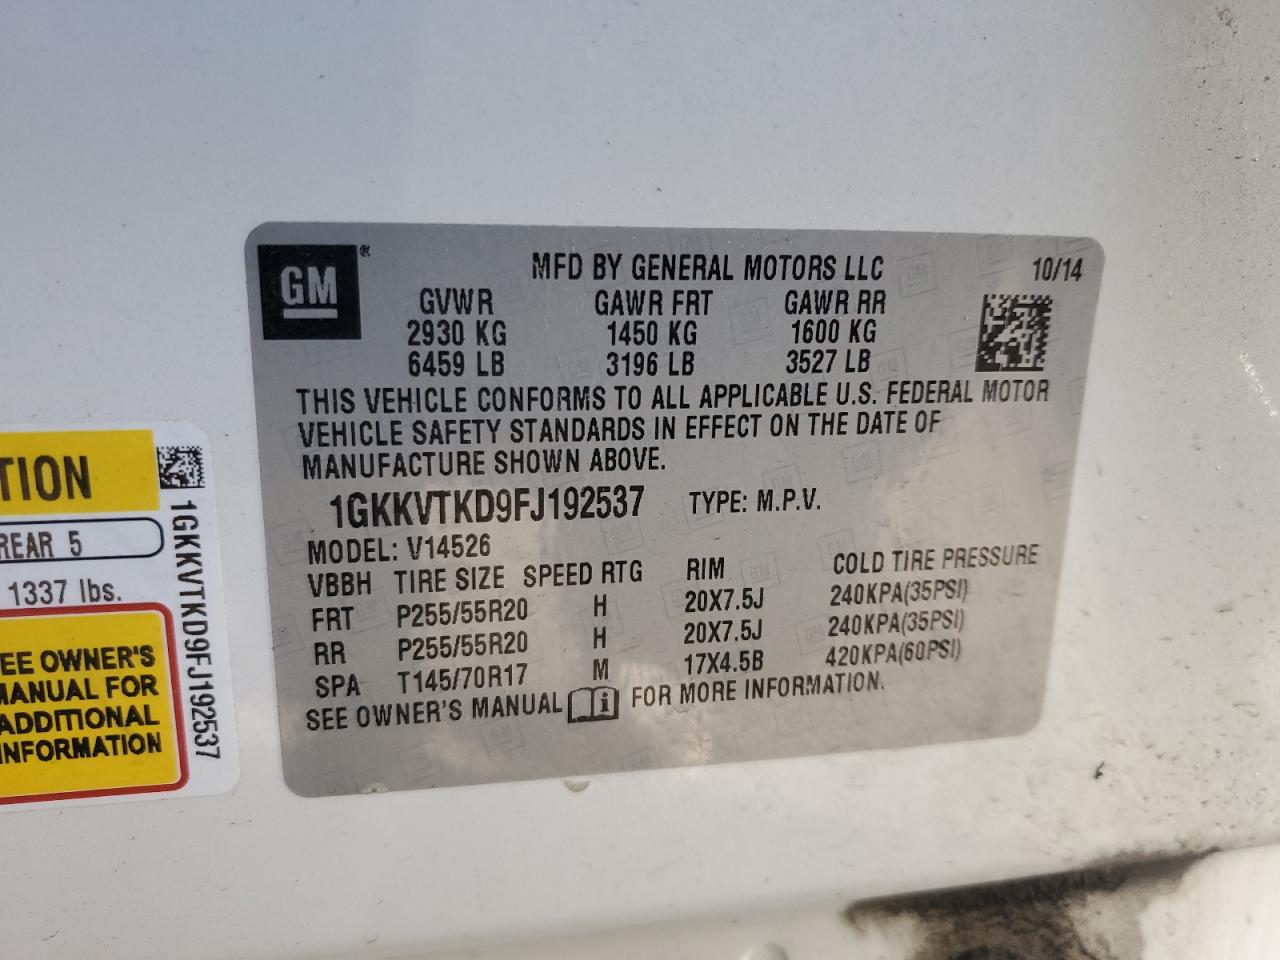 GM®
MFD BY GENERAL MOTORS LLC
10/14
GVWR GAWR FRT GAWR RR
2930 KG 1450 KG 1600 KG
6459 LB 3196 LB 3527 LB
THIS VEHICLE CONFORMS TO ALL APPLICABLE U.S. FEDERAL MOTOR
VEHICLE SAFETY STANDARDS IN EFFECT ON THE DATE OF
MANUFACTURE SHOWN ABOVE.
1GKKVTKD9FJ192537 TYPE: M.P.V.
MODEL: V14526
VBBH TIRE SIZE SPEED RTG RIM COLD TIRE PRESSURE
FRT P255/55R20 H 20X7.5J 240KPA(35PSI)
RR P255/55R20 H 20X7.5J 240KPA(35PSI)
SPA T145/70R17 M 17X4.5B 420KPA(60PSI)
SEE OWNER'S MANUAL i FOR MORE INFORMATION.
TION
REAR 5
1337 lbs.
SEE OWNER'S
MANUAL FOR
ADDITIONAL
INFORMATION
1GKKVTKD9FJ192537